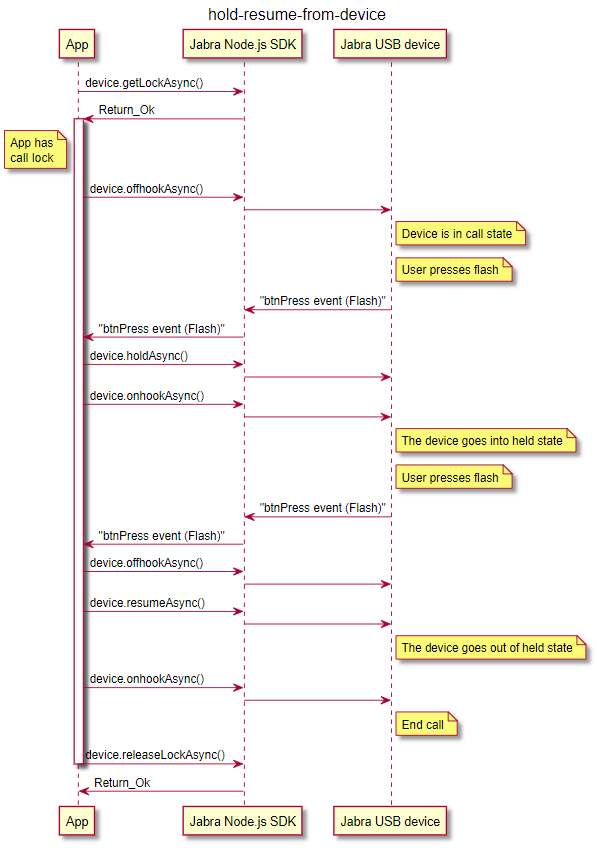 hold-resume-from-device
App
Jabra Node.js SDK
Jabra USB device
device.getLockAsync()
Return_Ok
App has
call lock
device.offhookAsync()
Device is in call state
User presses flash
"btnPress event (Flash)"
"btnPress event (Flash)"
device.holdAsync()
device.onhookAsync()
The device goes into held state
User presses flash
"btnPress event (Flash)"
"btnPress event (Flash)"
device.offhookAsync()
device.resumeAsync()
The device goes out of held state
device.onhookAsync()
End call
device.releaseLockAsync()
Return_Ok
App
Jabra Node.js SDK
Jabra USB device